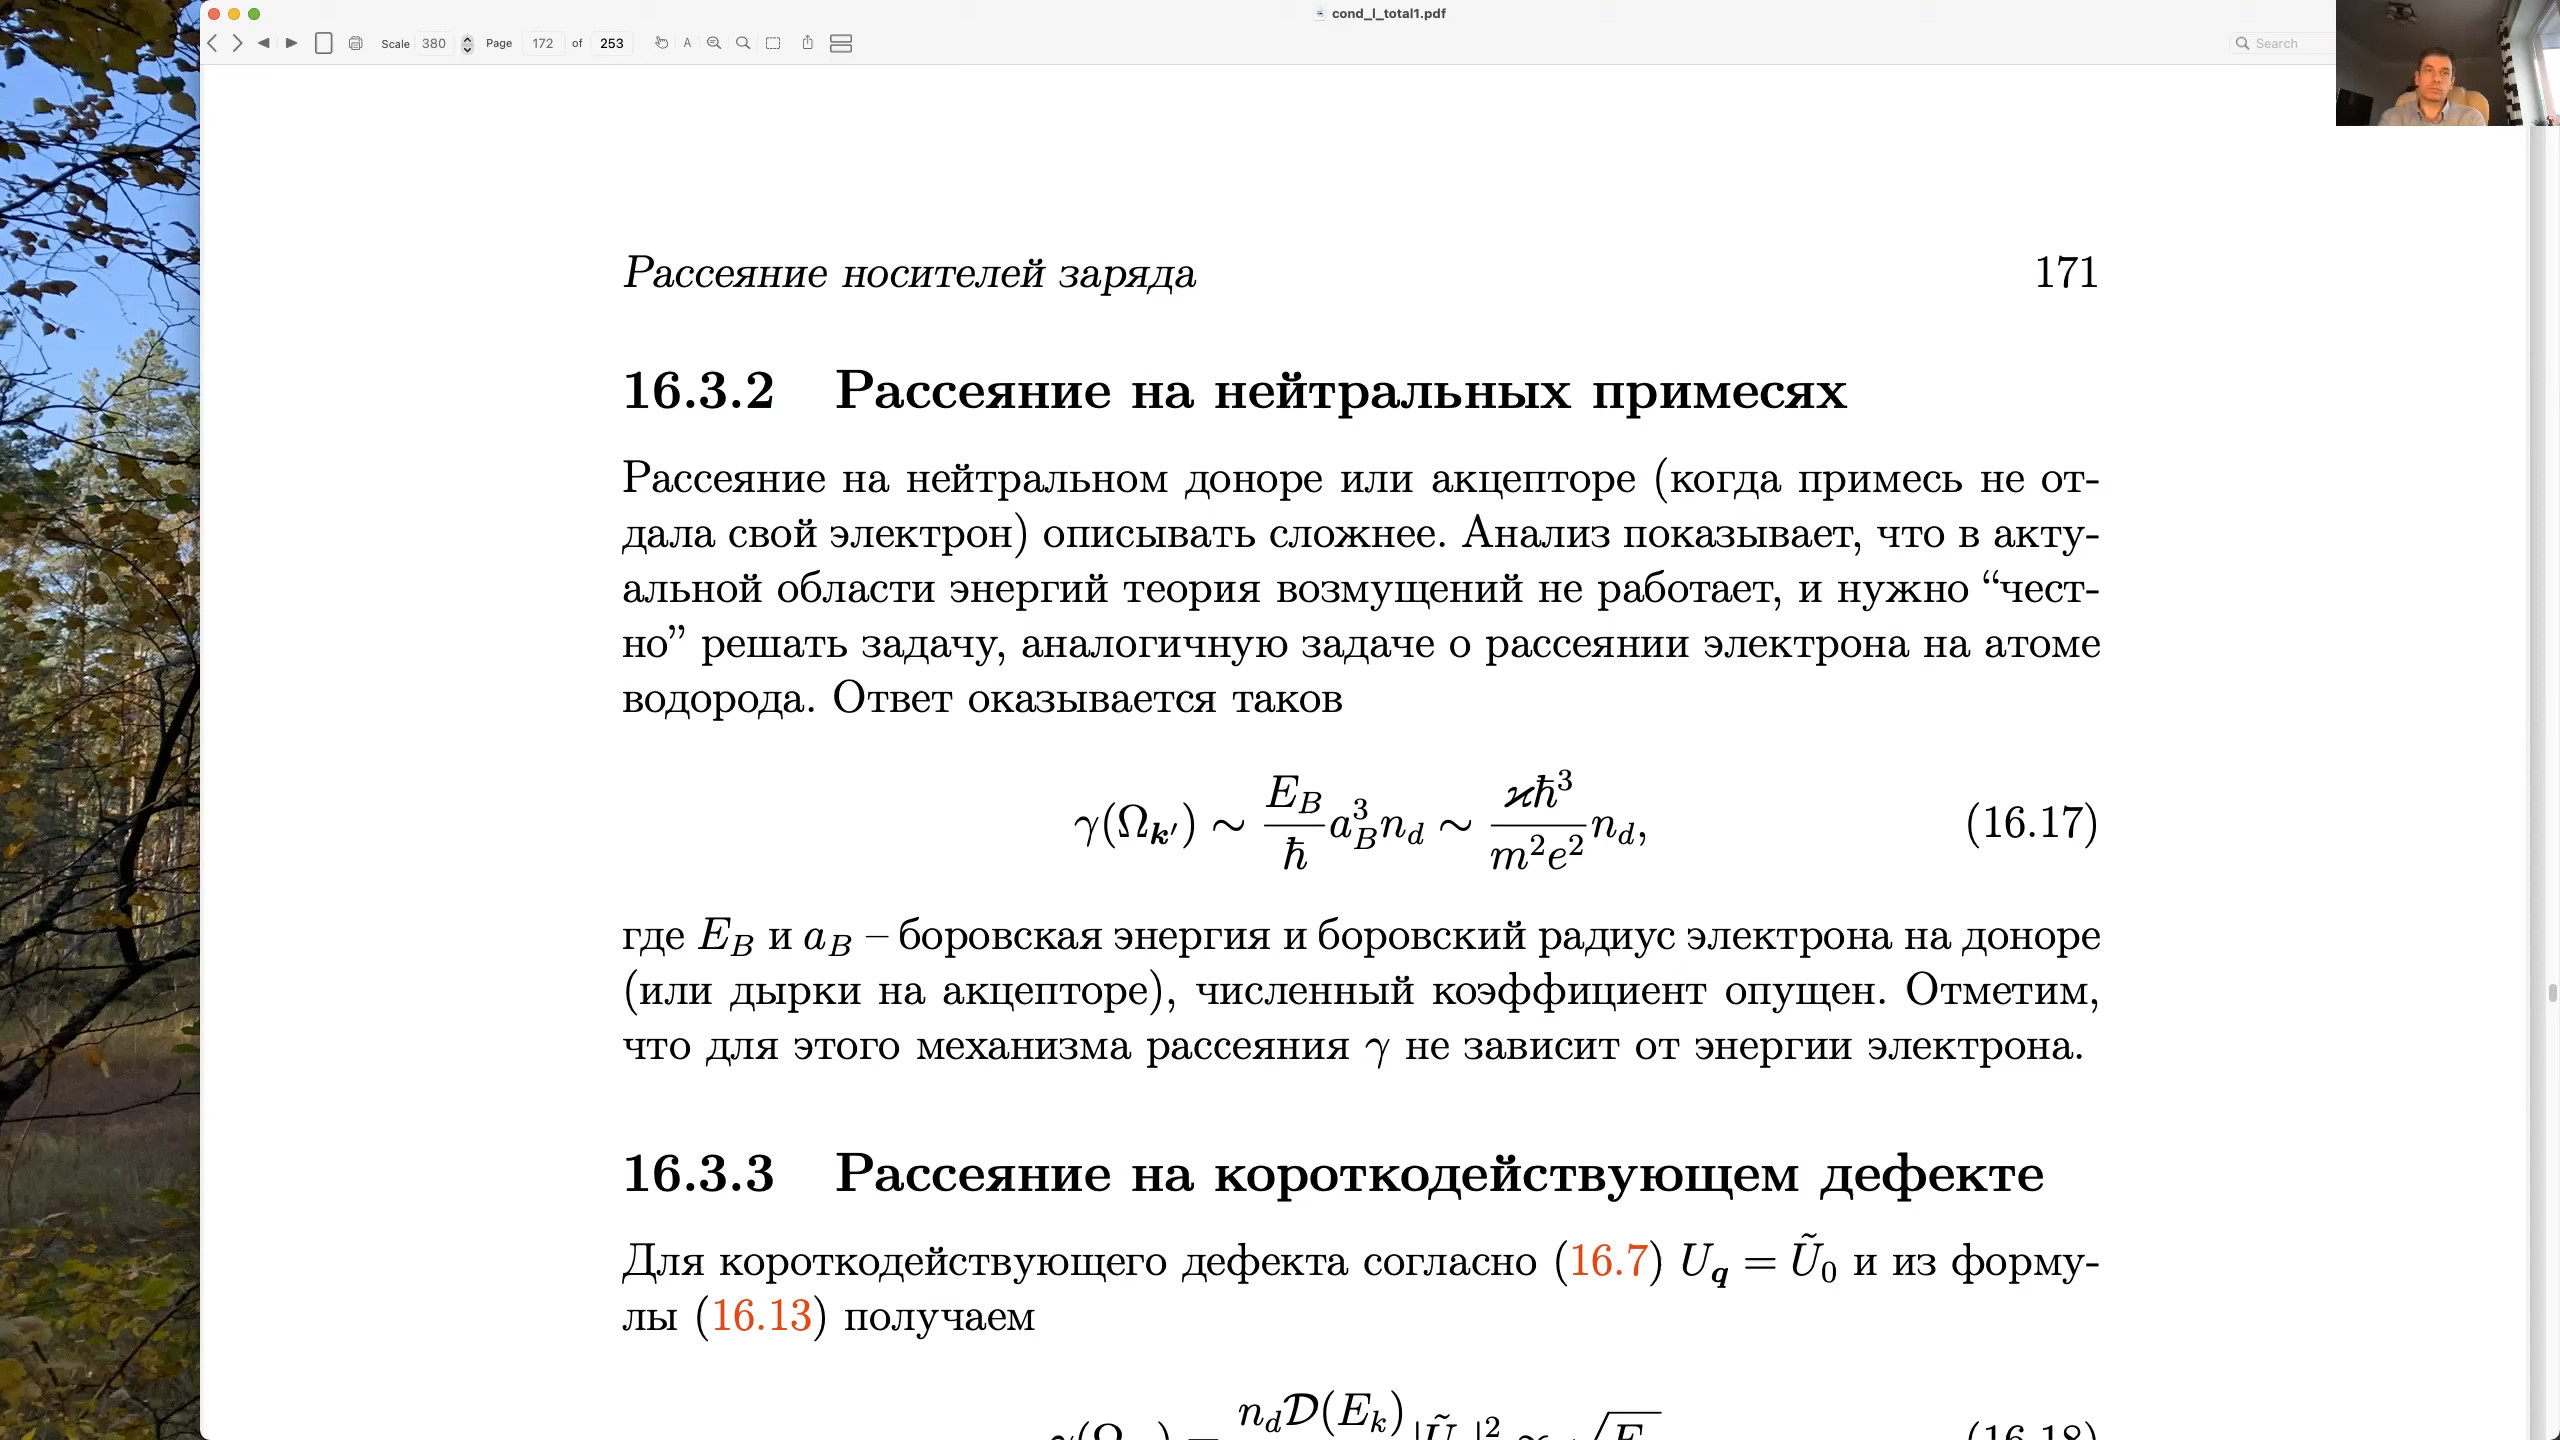 cond_l_total1.pdf
Scale 380 Page 172 of 253 A Search
Рассеяние носителей заряда 171
16.3.2 Рассеяние на нейтральных примесях
Рассеяние на нейтральном доноре или акцепторе (когда примесь не от-
дала свой электрон) описывать сложнее. Анализ показывает, что в акту-
альной области энергий теория возмущений не работает, и нужно “чест-
но” решать задачу, аналогичную задаче о рассеянии электрона на атоме
водорода. Ответ оказывается таков
γ(Ω_{k′}) ∼ \frac{E_B}{ħ} a_B^3 n_d ∼ \frac{ϰħ^3}{m^2e^2} n_d, (16.17)
где E_B и a_B – боровская энергия и боровский радиус электрона на доноре
(или дырки на акцепторе), численный коэффициент опущен. Отметим,
что для этого механизма рассеяния γ не зависит от энергии электрона.
16.3.3 Рассеяние на короткодействующем дефекте
Для короткодействующего дефекта согласно (16.7) U_q = Ũ_0 и из форму-
лы (16.13) получаем
n_d𝒟(E_k)